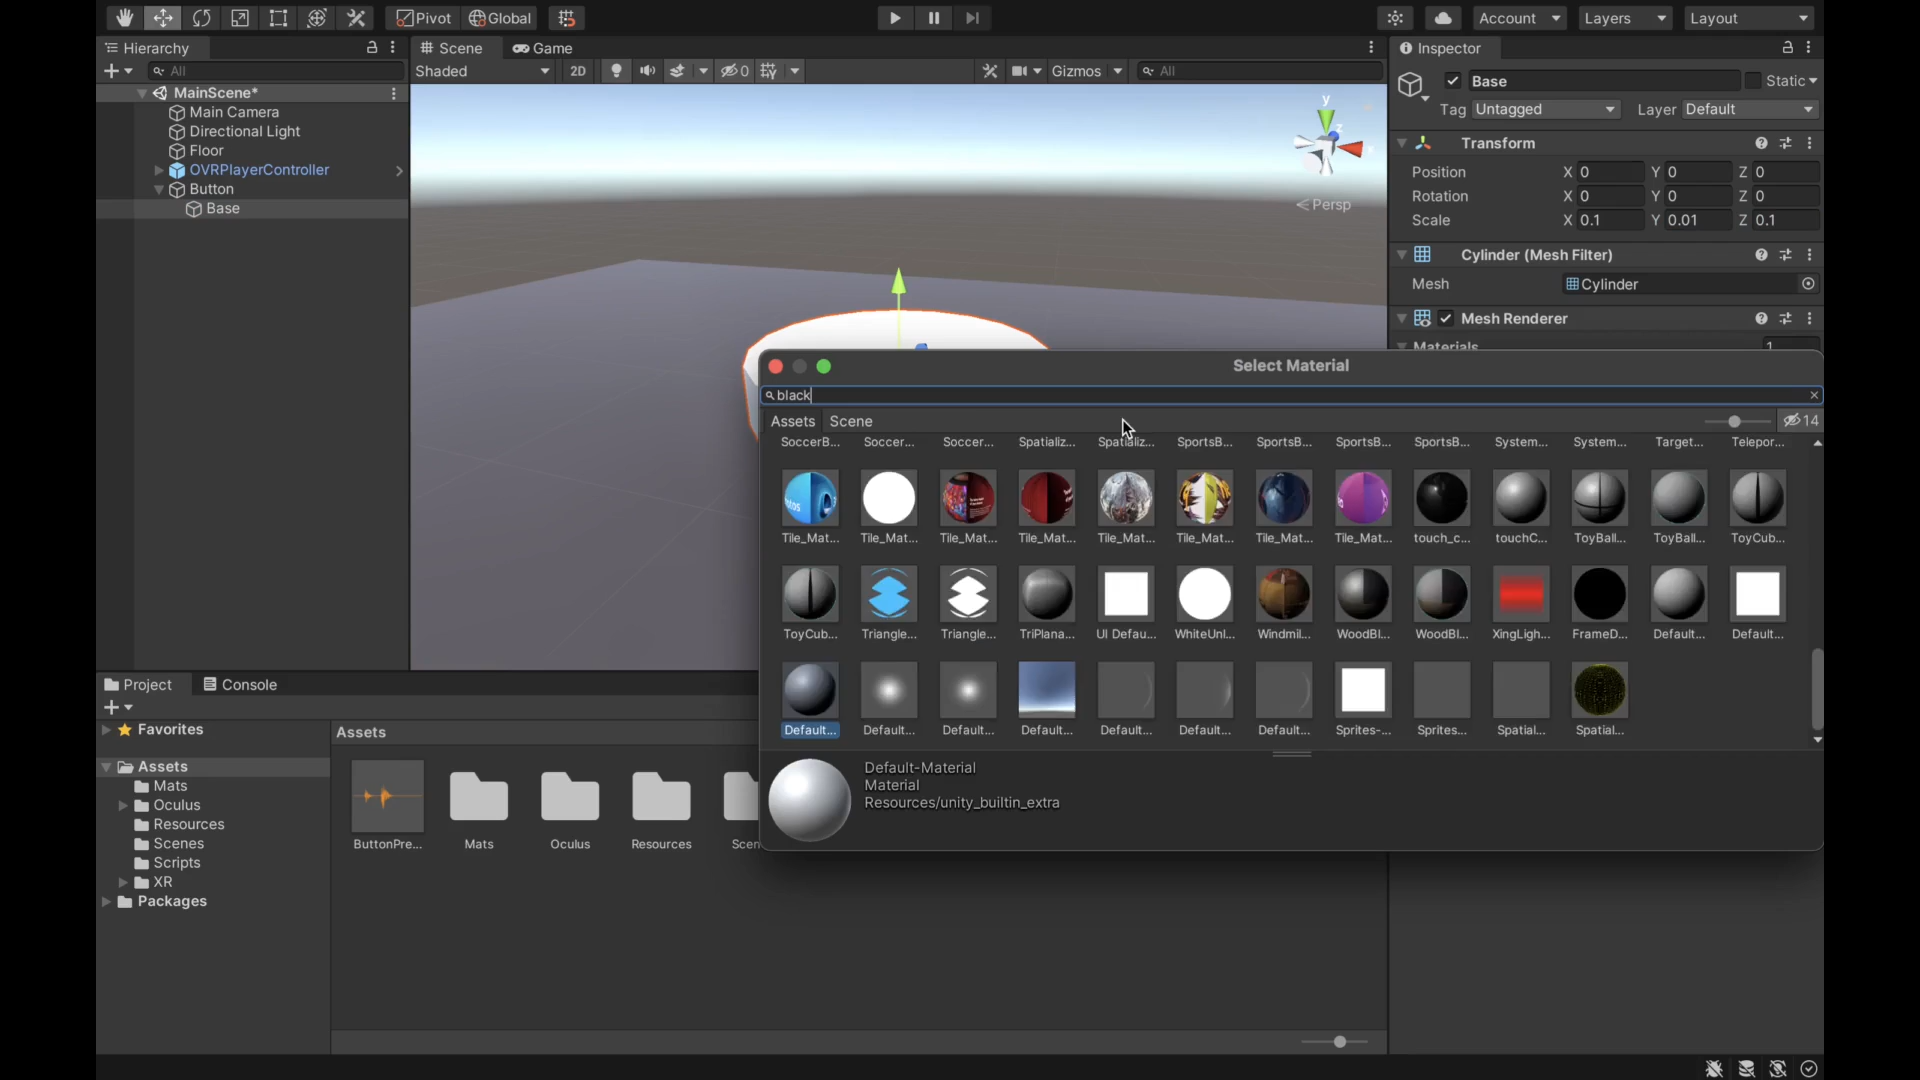 Pivot Global Account Layers Layout
Hierarchy Scene Game Inspector
All Shaded 2D 0 Gizmos All Base Static
MainScene*
Main Camera Tag Untagged Layer Default
Directional Light
Floor Transform
OVRPlayerController Position X 0 Y 0 Z 0
Button Rotation X 0 Y 0 Z 0
Base Scale X 0.1 Y 0.01 Z 0.1
y
z
Persp
Cylinder (Mesh Filter)
Mesh Cylinder
Mesh Renderer
Materials 1
Select Material
black
Assets Scene 14
SoccerB... Soccer... Soccer... Spatializ... Spatializ... SportsB... SportsB... SportsB... SportsB... System... System... Target... Telepor...
Tile_Mat... Tile_Mat... Tile_Mat... Tile_Mat... Tile_Mat... Tile_Mat... Tile_Mat... Tile_Mat... touch_c... touchC... ToyBall... ToyBall... ToyCub...
ToyCub... Triangle... Triangle... TriPlana... UI Defau... WhiteUnl... Windmil... WoodBl... WoodBl... XingLigh... FrameD... Default... Default...
Default... Default... Default... Default... Default... Default... Default... Sprites-... Sprites... Spatial... Spatial...
Default-Material
Material
Resources/unity_builtin_extra
Project Console
Favorites Assets
Assets
Mats
Oculus
Resources
Scenes
Scripts
XR
Packages
ButtonPre... Mats Oculus Resources Scen